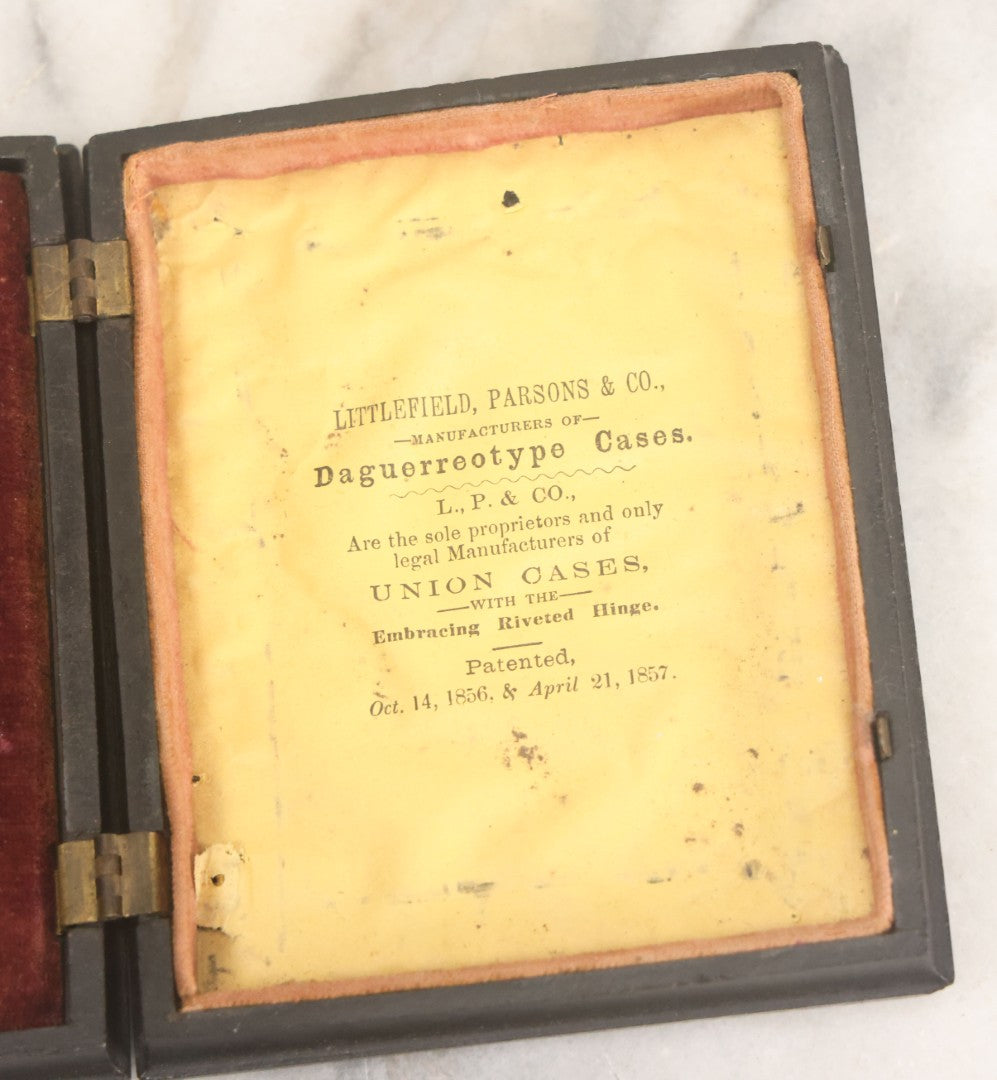 LITTLEFIELD, PARSONS & CO.,
—MANUFACTURERS OF—
Daguerreotype Cases.
L., P. & CO.,
Are the sole proprietors and only
legal Manufacturers of
UNION CASES,
—WITH THE—
Embracing Riveted Hinge.
Patented,
Oct. 14, 1856, & April 21, 1857.